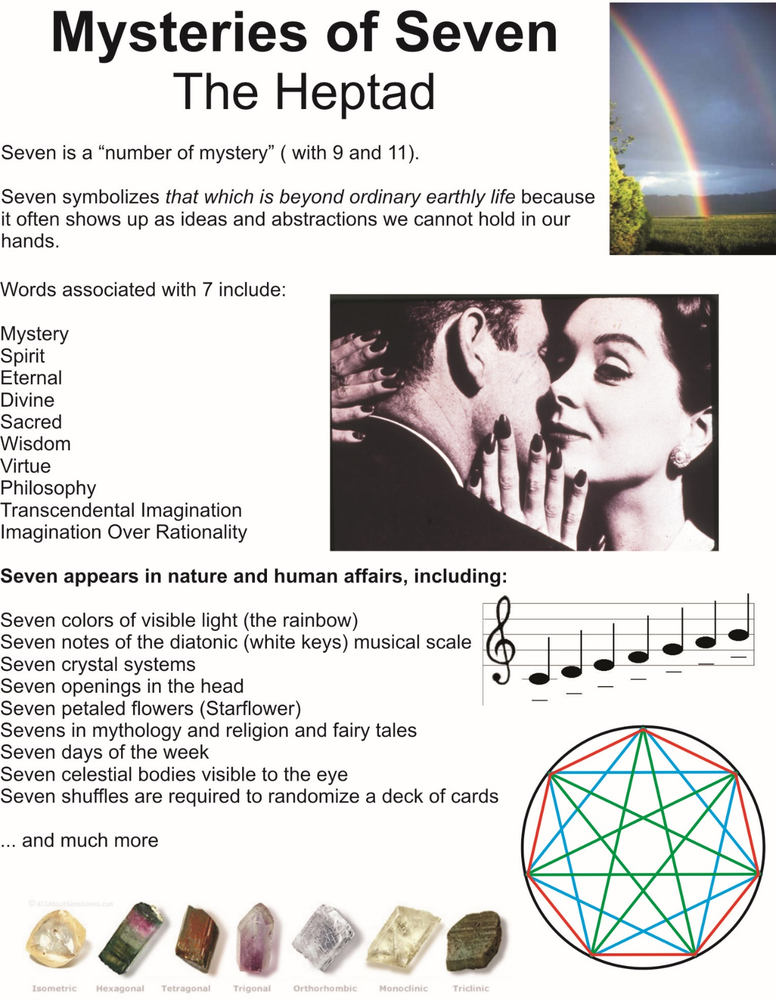 Mysteries of Seven
The Heptad
Seven is a “number of mystery” ( with 9 and 11).
Seven symbolizes that which is beyond ordinary earthly life because
it often shows up as ideas and abstractions we cannot hold in our
hands.
Words associated with 7 include:
Mystery
Spirit
Eternal
Divine
Sacred
Wisdom
Virtue
Philosophy
Transcendental Imagination
Imagination Over Rationality
Seven appears in nature and human affairs, including:
Seven colors of visible light (the rainbow)
Seven notes of the diatonic (white keys) musical scale
Seven crystal systems
Seven openings in the head
Seven petaled flowers (Starflower)
Sevens in mythology and religion and fairy tales
Seven days of the week
Seven celestial bodies visible to the eye
Seven shuffles are required to randomize a deck of cards
... and much more
© AllAboutGemstones.com
Isometric Hexagonal Tetragonal Trigonal Orthorhombic Monoclinic Triclinic